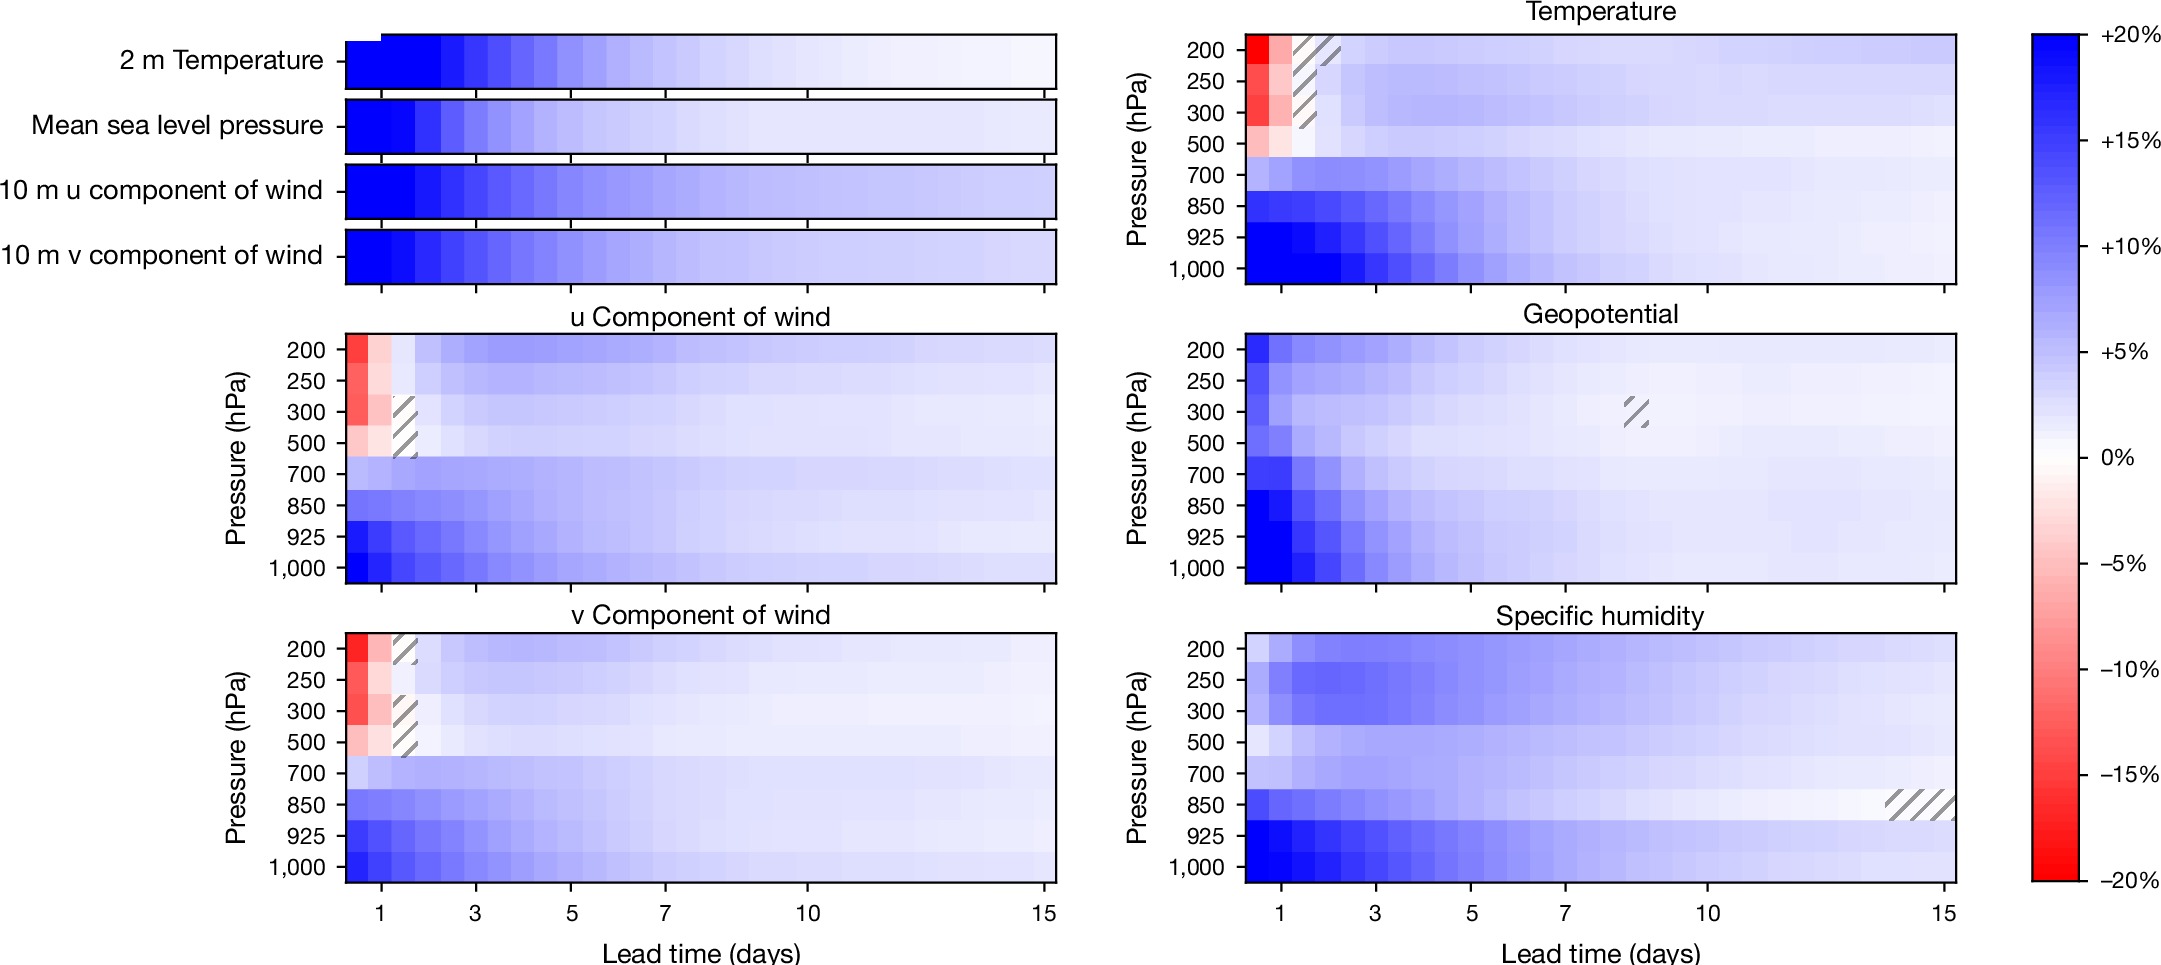 2 m Temperature
Mean sea level pressure
10 m u component of wind
10 m v component of wind
Temperature
Pressure (hPa)
200
250
300
500
700
850
925
1,000
u Component of wind
Pressure (hPa)
200
250
300
500
700
850
925
1,000
Geopotential
Pressure (hPa)
200
250
300
500
700
850
925
1,000
v Component of wind
Pressure (hPa)
200
250
300
500
700
850
925
1,000
1 3 5 7 10 15
Lead time (days)
Specific humidity
Pressure (hPa)
200
250
300
500
700
850
925
1,000
1 3 5 7 10 15
Lead time (days)
+20%
+15%
+10%
+5%
0%
–5%
–10%
–15%
–20%